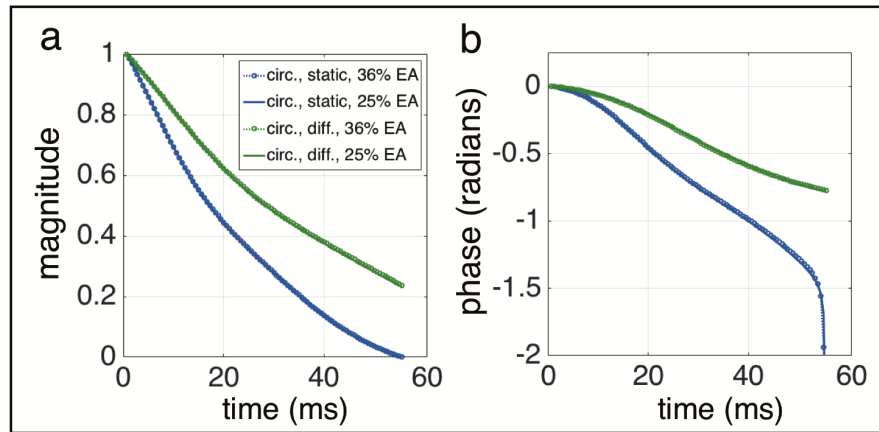 a
1
0.8
0.6
0.4
0.2
0
magnitude
circ., static, 36% EA
circ., static, 25% EA
circ., diff., 36% EA
circ., diff., 25% EA
0 20 40 60
time (ms)
b
0
-0.5
-1
-1.5
-2
phase (radians)
0 20 40 60
time (ms)